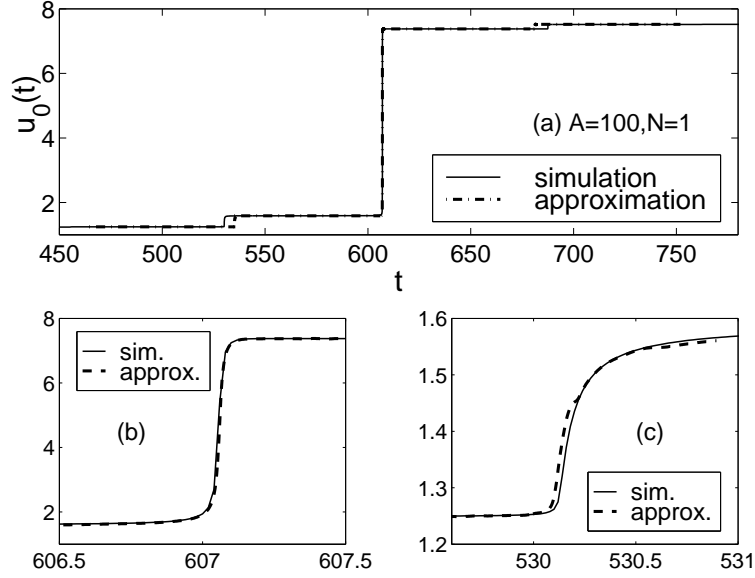 8
6
4
2
u_0(t)
(a) A=100,N=1
simulation
approximation
450 500 550 600 650 700 750
t
8
6
4
2
sim.
approx.
(b)
606.5 607 607.5
1.6
1.5
1.4
1.3
1.2
(c)
sim.
approx.
530 530.5 531